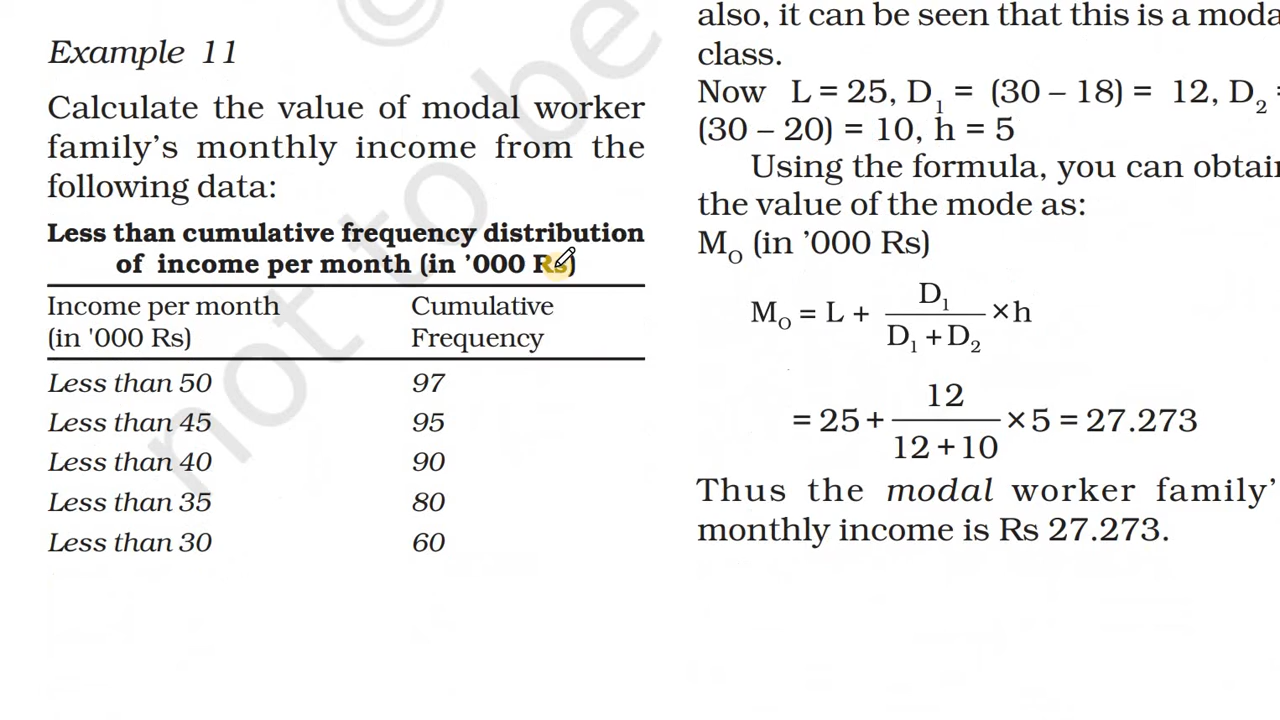 Example 11
Calculate the value of modal worker
family's monthly income from the
following data:
Less than cumulative frequency distribution
of income per month (in '000 Rs)
Income per month Cumulative
(in '000 Rs) Frequency
Less than 50 97
Less than 45 95
Less than 40 90
Less than 35 80
Less than 30 60
also, it can be seen that this is a moda
class.
Now L = 25, D₁ = (30 – 18) = 12, D₂ =
(30 – 20) = 10, h = 5
Using the formula, you can obtain
the value of the mode as:
M₀ (in '000 Rs)
M₀ = L + D₁ / (D₁ + D₂) × h
= 25 + 12 / (12 + 10) × 5 = 27.273
Thus the modal worker family'
monthly income is Rs 27.273.
not to be
©